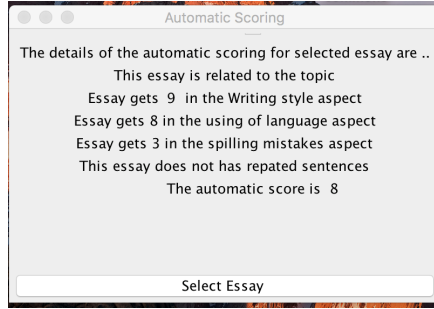 Automatic Scoring
The details of the automatic scoring for selected essay are ..
This essay is related to the topic
Essay gets 9 in the Writing style aspect
Essay gets 8 in the using of language aspect
Essay gets 3 in the spilling mistakes aspect
This essay does not has repated sentences
The automatic score is 8
Select Essay